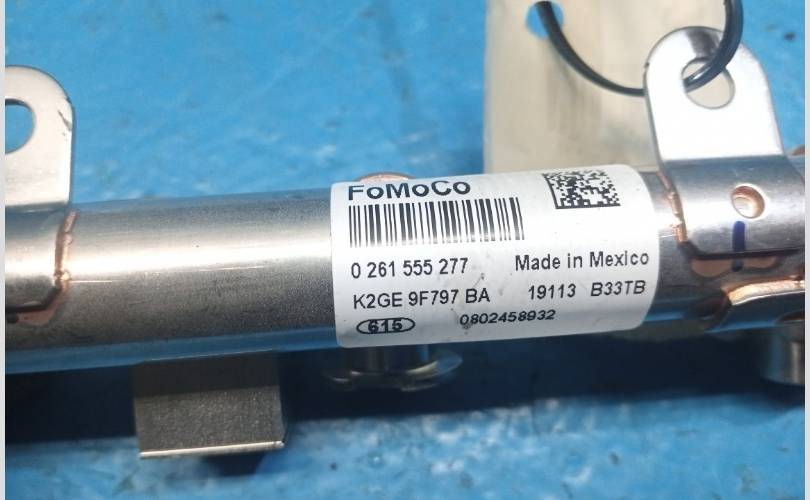 FoMoCo
0 261 555 277 Made in Mexico
K2GE 9F797 BA 19113 B33TB
615 0802458932